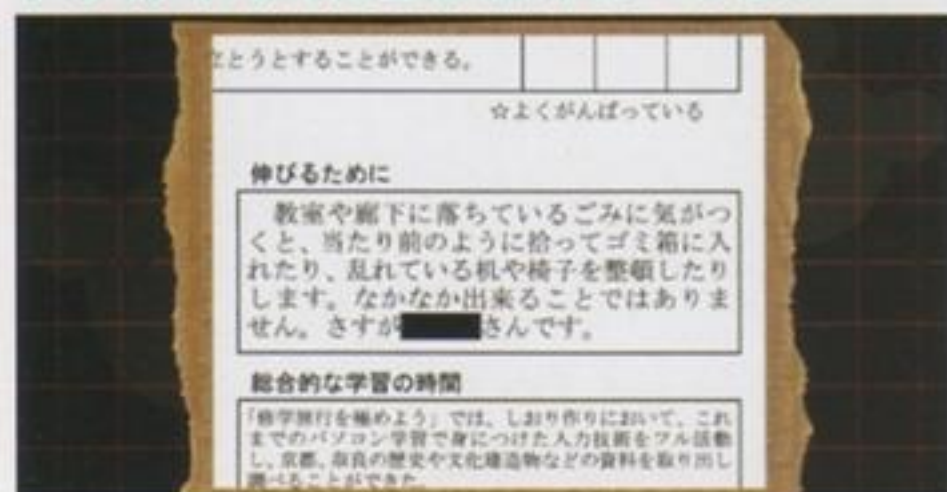 とうとすることができる。
☆よくがんばっている
伸びるために
教室や廊下に落ちているごみに気がつ
くと、当たり前のように拾ってゴミ箱に入
れたり、乱れている机や椅子を整頓したり
します。なかなか出来ることではありま
せん。さすが
さんです。
総合的な学習の時間
「修学旅行を極めよう」では、しおり作りにおいて、これ
までのパソコン学習で身につけた入力技術をフル活動
し、京都、奈良の歴史や文化建造物などの資料を取り出し
調べることができた。